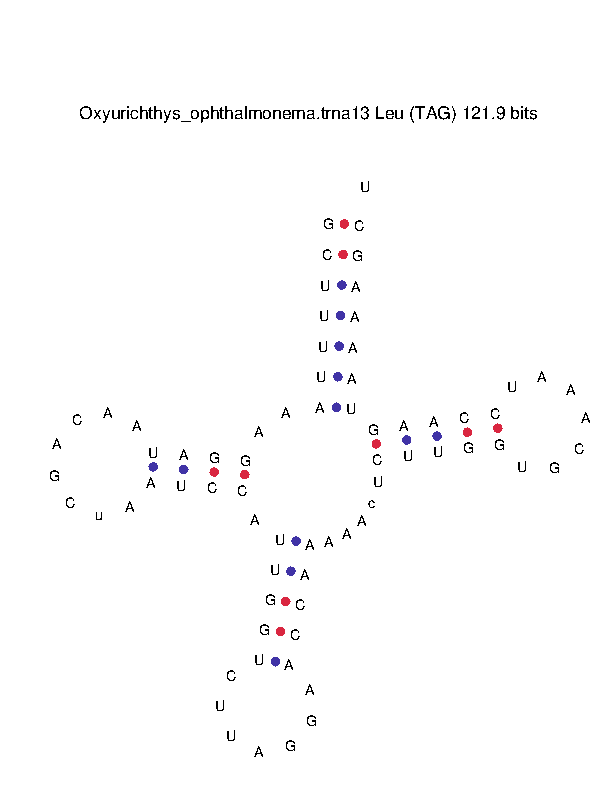 Oxyurichthys_ophthalmonema.trna13 Leu (TAG) 121.9 bits
U
G C
C G
U A
U A
U A
U A U A A
C A A A A A U G A A C C A
A U A G G C U U G G C
G A U C C U U G
C u A A c A
U A A A
U A
G C
G C
U A
C A
U G
U G
A